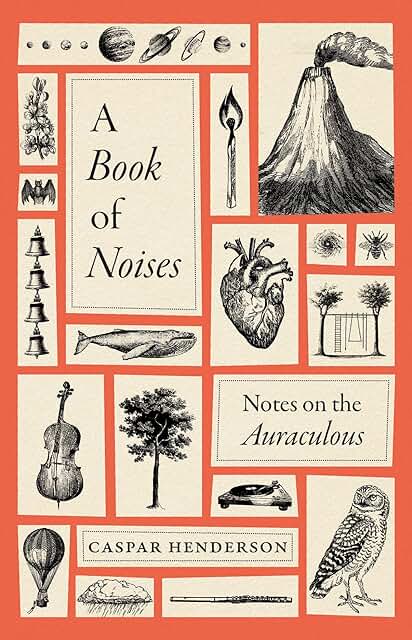 A
Book
of
Noises
Notes on the
Auraculous
CASPAR HENDERSON